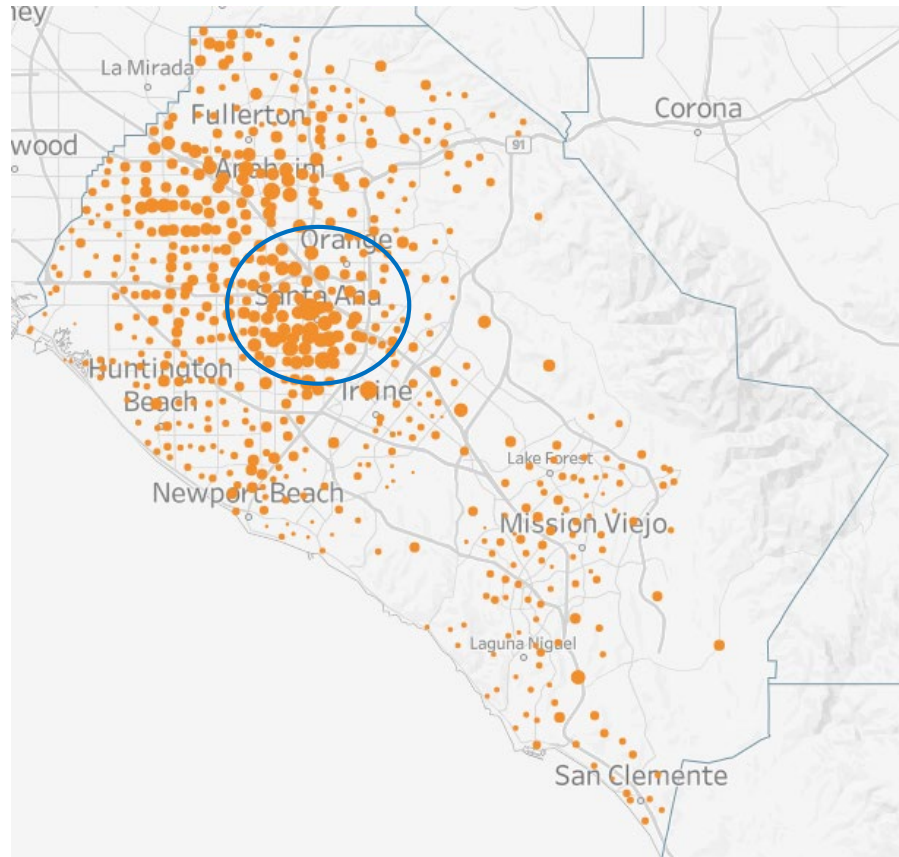 ey
La Mirada
Fullerton
Corona
wood
91
Anaheim
Orange
Santa Ana
Huntington
Beach
Irvine
Lake Forest
Newport Beach
Mission Viejo
Laguna Niguel
San Clemente